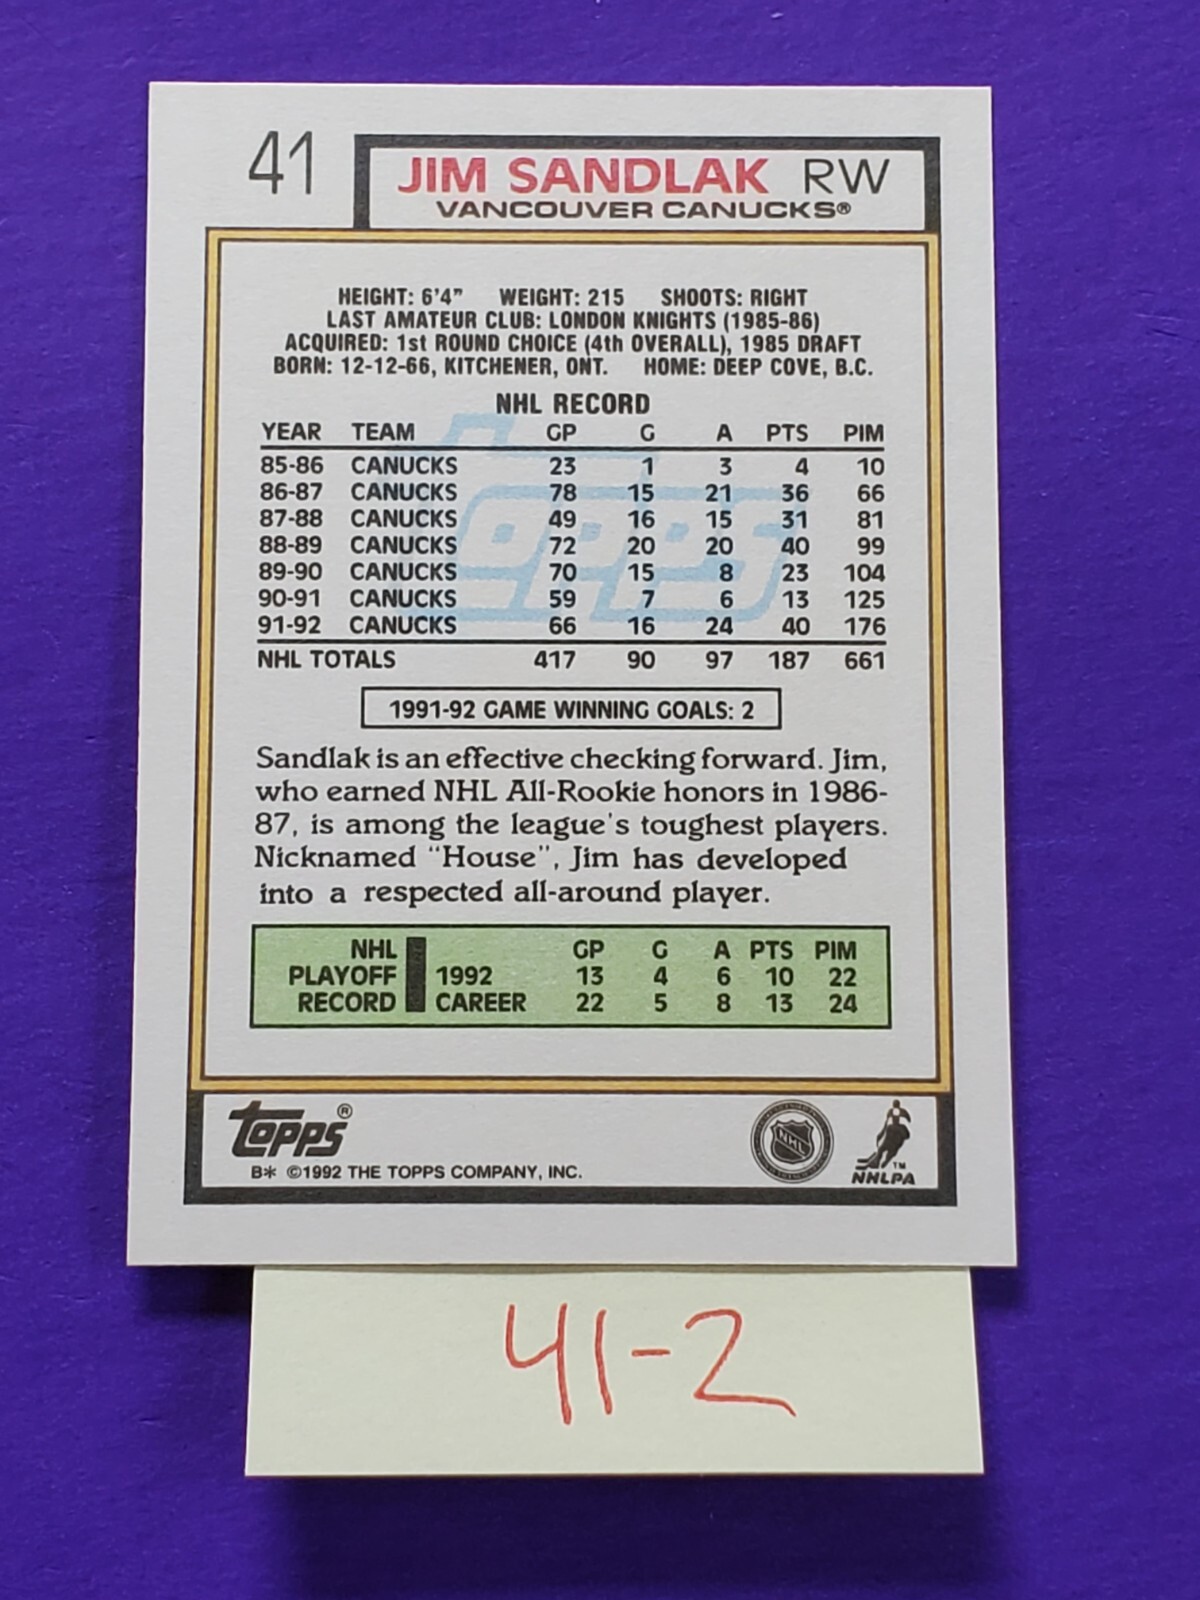 41
JIM SANDLAK RW
VANCOUVER CANUCKS®
HEIGHT: 6'4" WEIGHT: 215 SHOOTS: RIGHT
LAST AMATEUR CLUB: LONDON KNIGHTS (1985-86)
ACQUIRED: 1st ROUND CHOICE (4th OVERALL), 1985 DRAFT
BORN: 12-12-66, KITCHENER, ONT. HOME: DEEP COVE, B.C.
NHL RECORD
YEAR TEAM GP G A PTS PIM
85-86 CANUCKS 23 1 3 4 10
86-87 CANUCKS 78 15 21 36 66
87-88 CANUCKS 49 16 15 31 81
88-89 CANUCKS 72 20 20 40 99
89-90 CANUCKS 70 15 8 23 104
90-91 CANUCKS 59 7 6 13 125
91-92 CANUCKS 66 16 24 40 176
NHL TOTALS 417 90 97 187 661
Topps
1991-92 GAME WINNING GOALS: 2
Sandlak is an effective checking forward. Jim,
who earned NHL All-Rookie honors in 1986-
87, is among the league's toughest players.
Nicknamed "House", Jim has developed
into a respected all-around player.
NHL GP G A PTS PIM
PLAYOFF 1992 13 4 6 10 22
RECORD CAREER 22 5 8 13 24
Topps®
B* ©1992 THE TOPPS COMPANY, INC.
NHL
TM
NHLPA
41-2